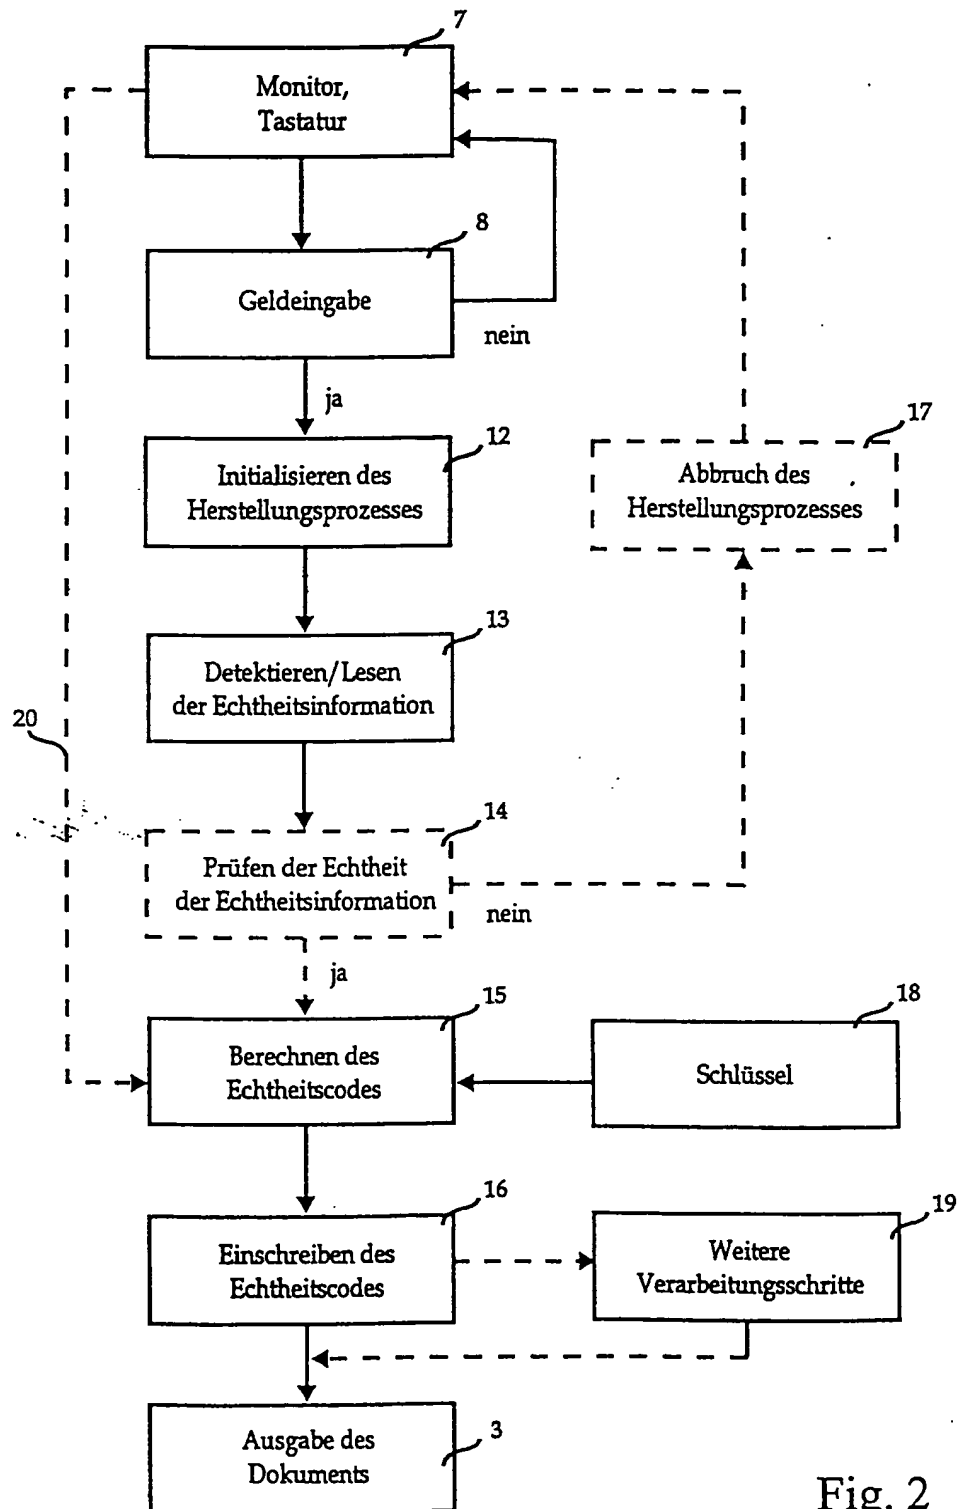 7
Monitor,
Tastatur
8
Geldeingabe
nein
ja
12
Initialisieren des
Herstellungsprozesses
17
Abbruch des
Herstellungsprozesses
13
Detektieren/Lesen
der Echtheitsinformation
20
14
Prüfen der Echtheit
der Echtheitsinformation
nein
ja
15
Berechnen des
Echtheitscodes
18
Schlüssel
16
Einschreiben des
Echtheitscodes
19
Weitere
Verarbeitungsschritte
Ausgabe des
Dokuments
3
Fig. 2